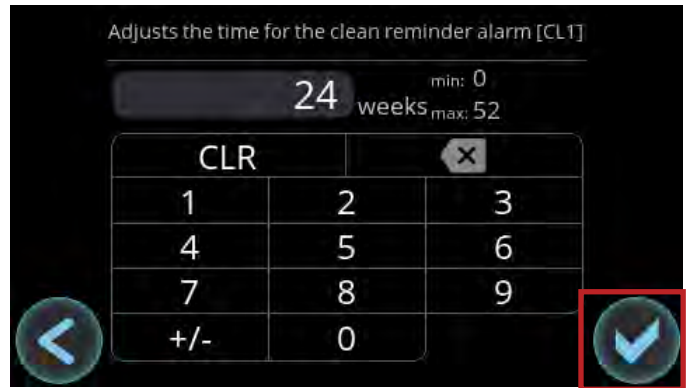 Adjusts the time for the clean reminder alarm [CL1]
24 weeks min: 0
max: 52
CLR
1 2 3
4 5 6
7 8 9
+/- 0